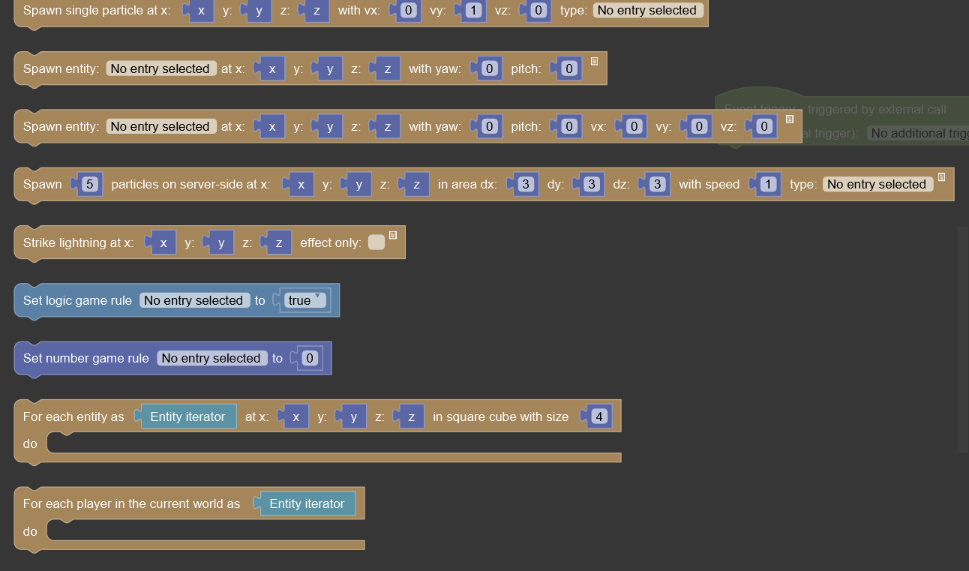 Spawn single particle at x: x y: y z: z with vx: 0 vy: 1 vz: 0 type: No entry selected
Spawn entity: No entry selected at x: x y: y z: z with yaw: 0 pitch: 0
Event trigger triggered by external call
Spawn entity: No entry selected at x: x y: y z: z with yaw: 0 pitch: 0 vx: 0 vy: 0 vz: 0
al trigger) No additional trigg
Spawn 5 particles on server-side at x: x y: y z: z in area dx: 3 dy: 3 dz: 3 with speed 1 type: No entry selected
Strike lightning at x: x y: y z: z effect only:
Set logic game rule No entry selected to true
Set number game rule No entry selected to 0
For each entity as Entity iterator at x: x y: y z: z in square cube with size 4
do
For each player in the current world as Entity iterator
do